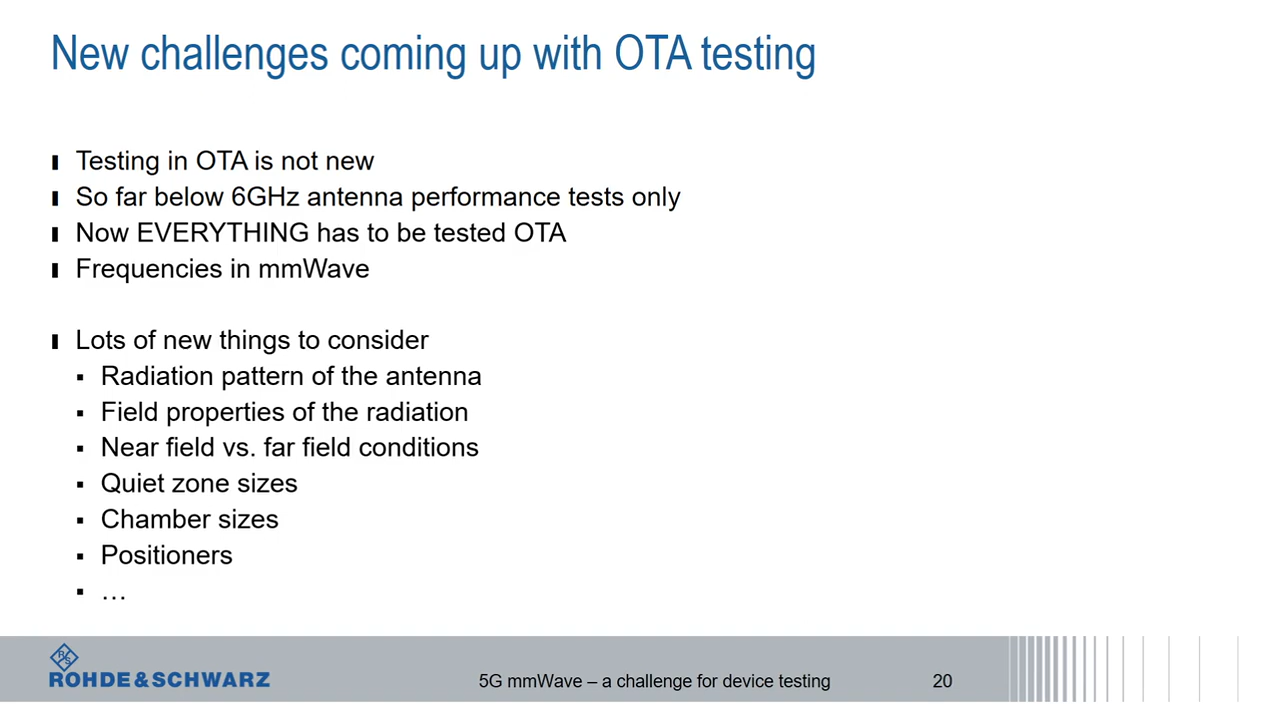 New challenges coming up with OTA testing
Testing in OTA is not new
So far below 6GHz antenna performance tests only
Now EVERYTHING has to be tested OTA
Frequencies in mmWave
Lots of new things to consider
Radiation pattern of the antenna
Field properties of the radiation
Near field vs. far field conditions
Quiet zone sizes
Chamber sizes
Positioners
…
R S
ROHDE&SCHWARZ
5G mmWave – a challenge for device testing
20